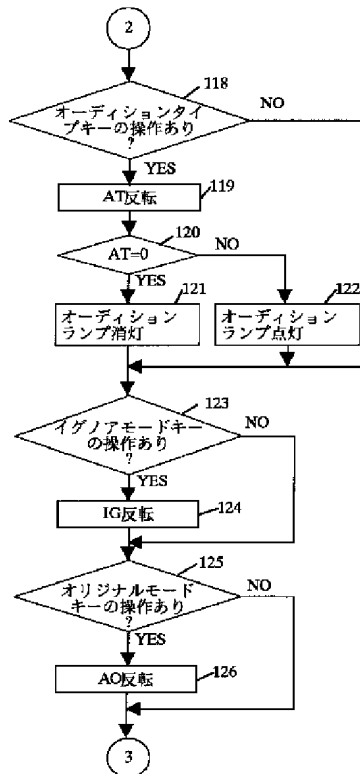 2
118
オーディションタイ
プキーの操作あり
?
NO
YES
119
AT反転
120
AT=0
NO
YES
121
オーディション
ランプ消灯
122
オーディション
ランプ点灯
123
イグノアモードキー
の操作あり
?
NO
YES
IG反転
124
125
オリジナルモード
キーの操作あり
?
NO
YES
AO反転
126
3